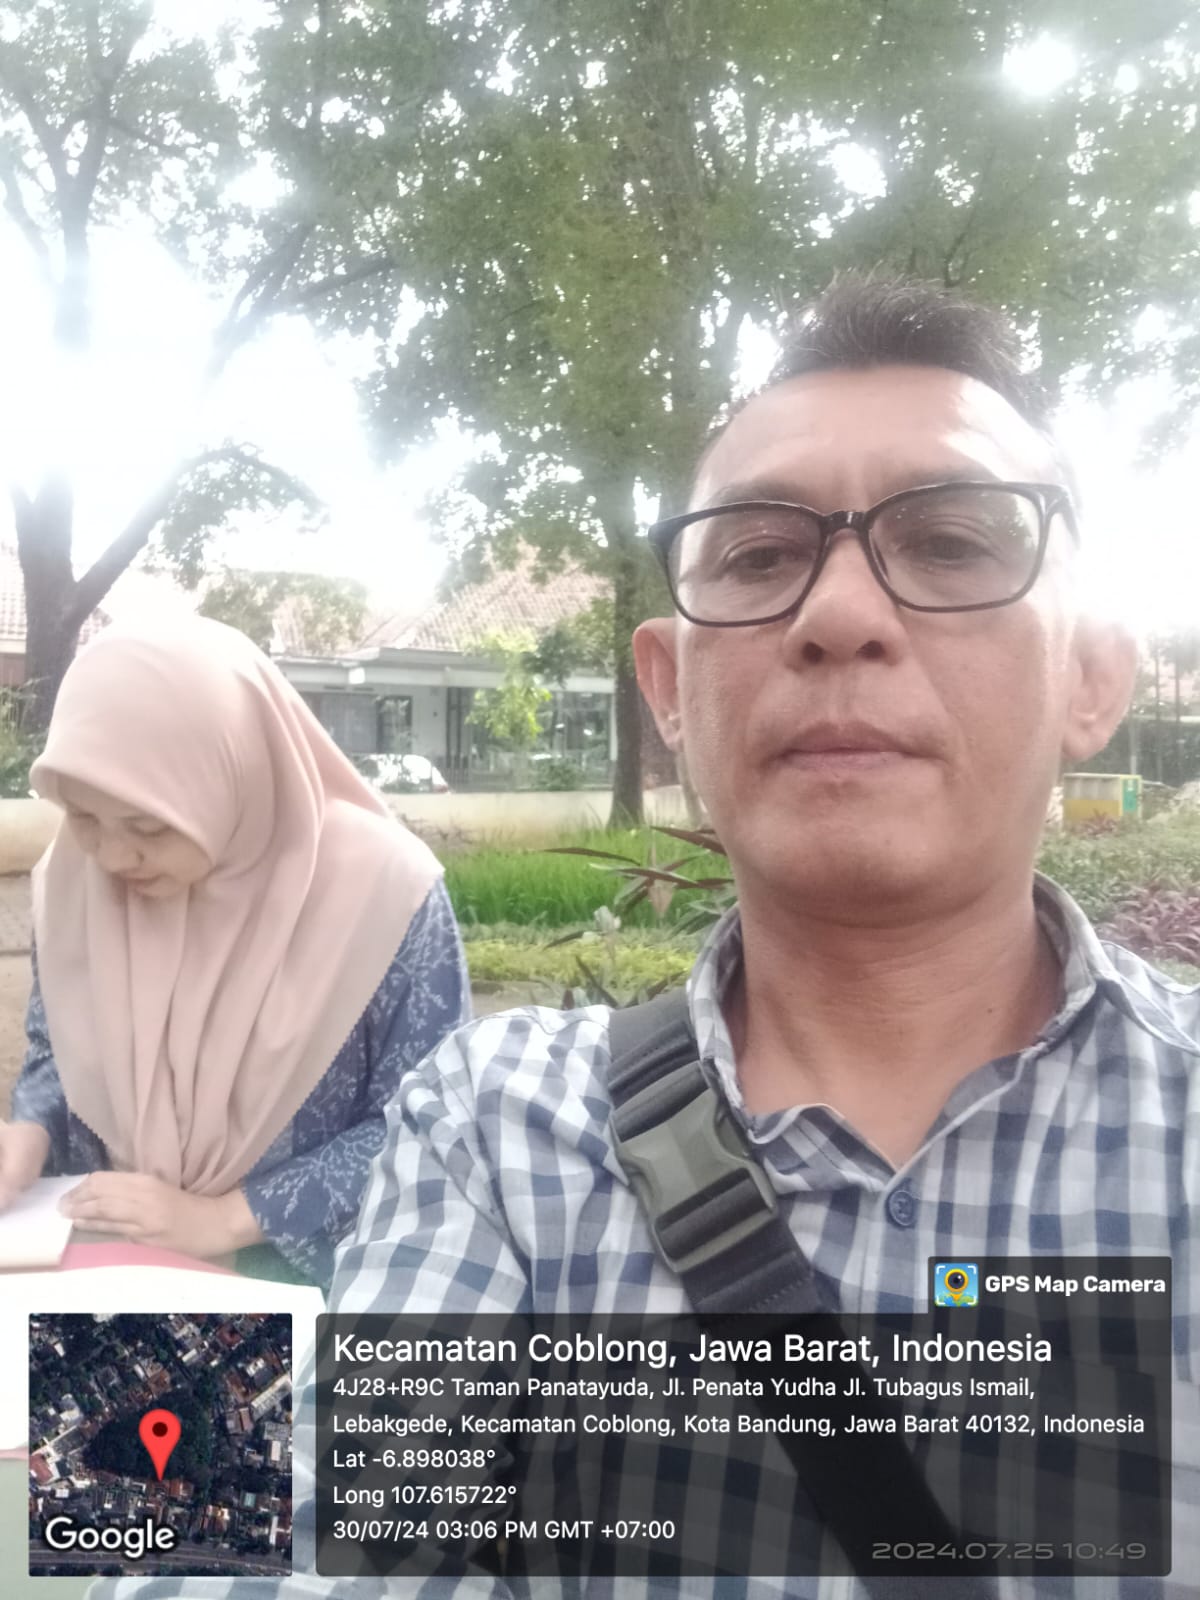 GPS Map Camera
Kecamatan Coblong, Jawa Barat, Indonesia
4J28+R9C Taman Panatayuda, Jl. Penata Yudha Jl. Tubagus Ismail,
Lebakgede, Kecamatan Coblong, Kota Bandung, Jawa Barat 40132, Indonesia
Lat -6.898038°
Long 107.615722°
30/07/24 03:06 PM GMT +07:00
2024.07.25 10:49
Google